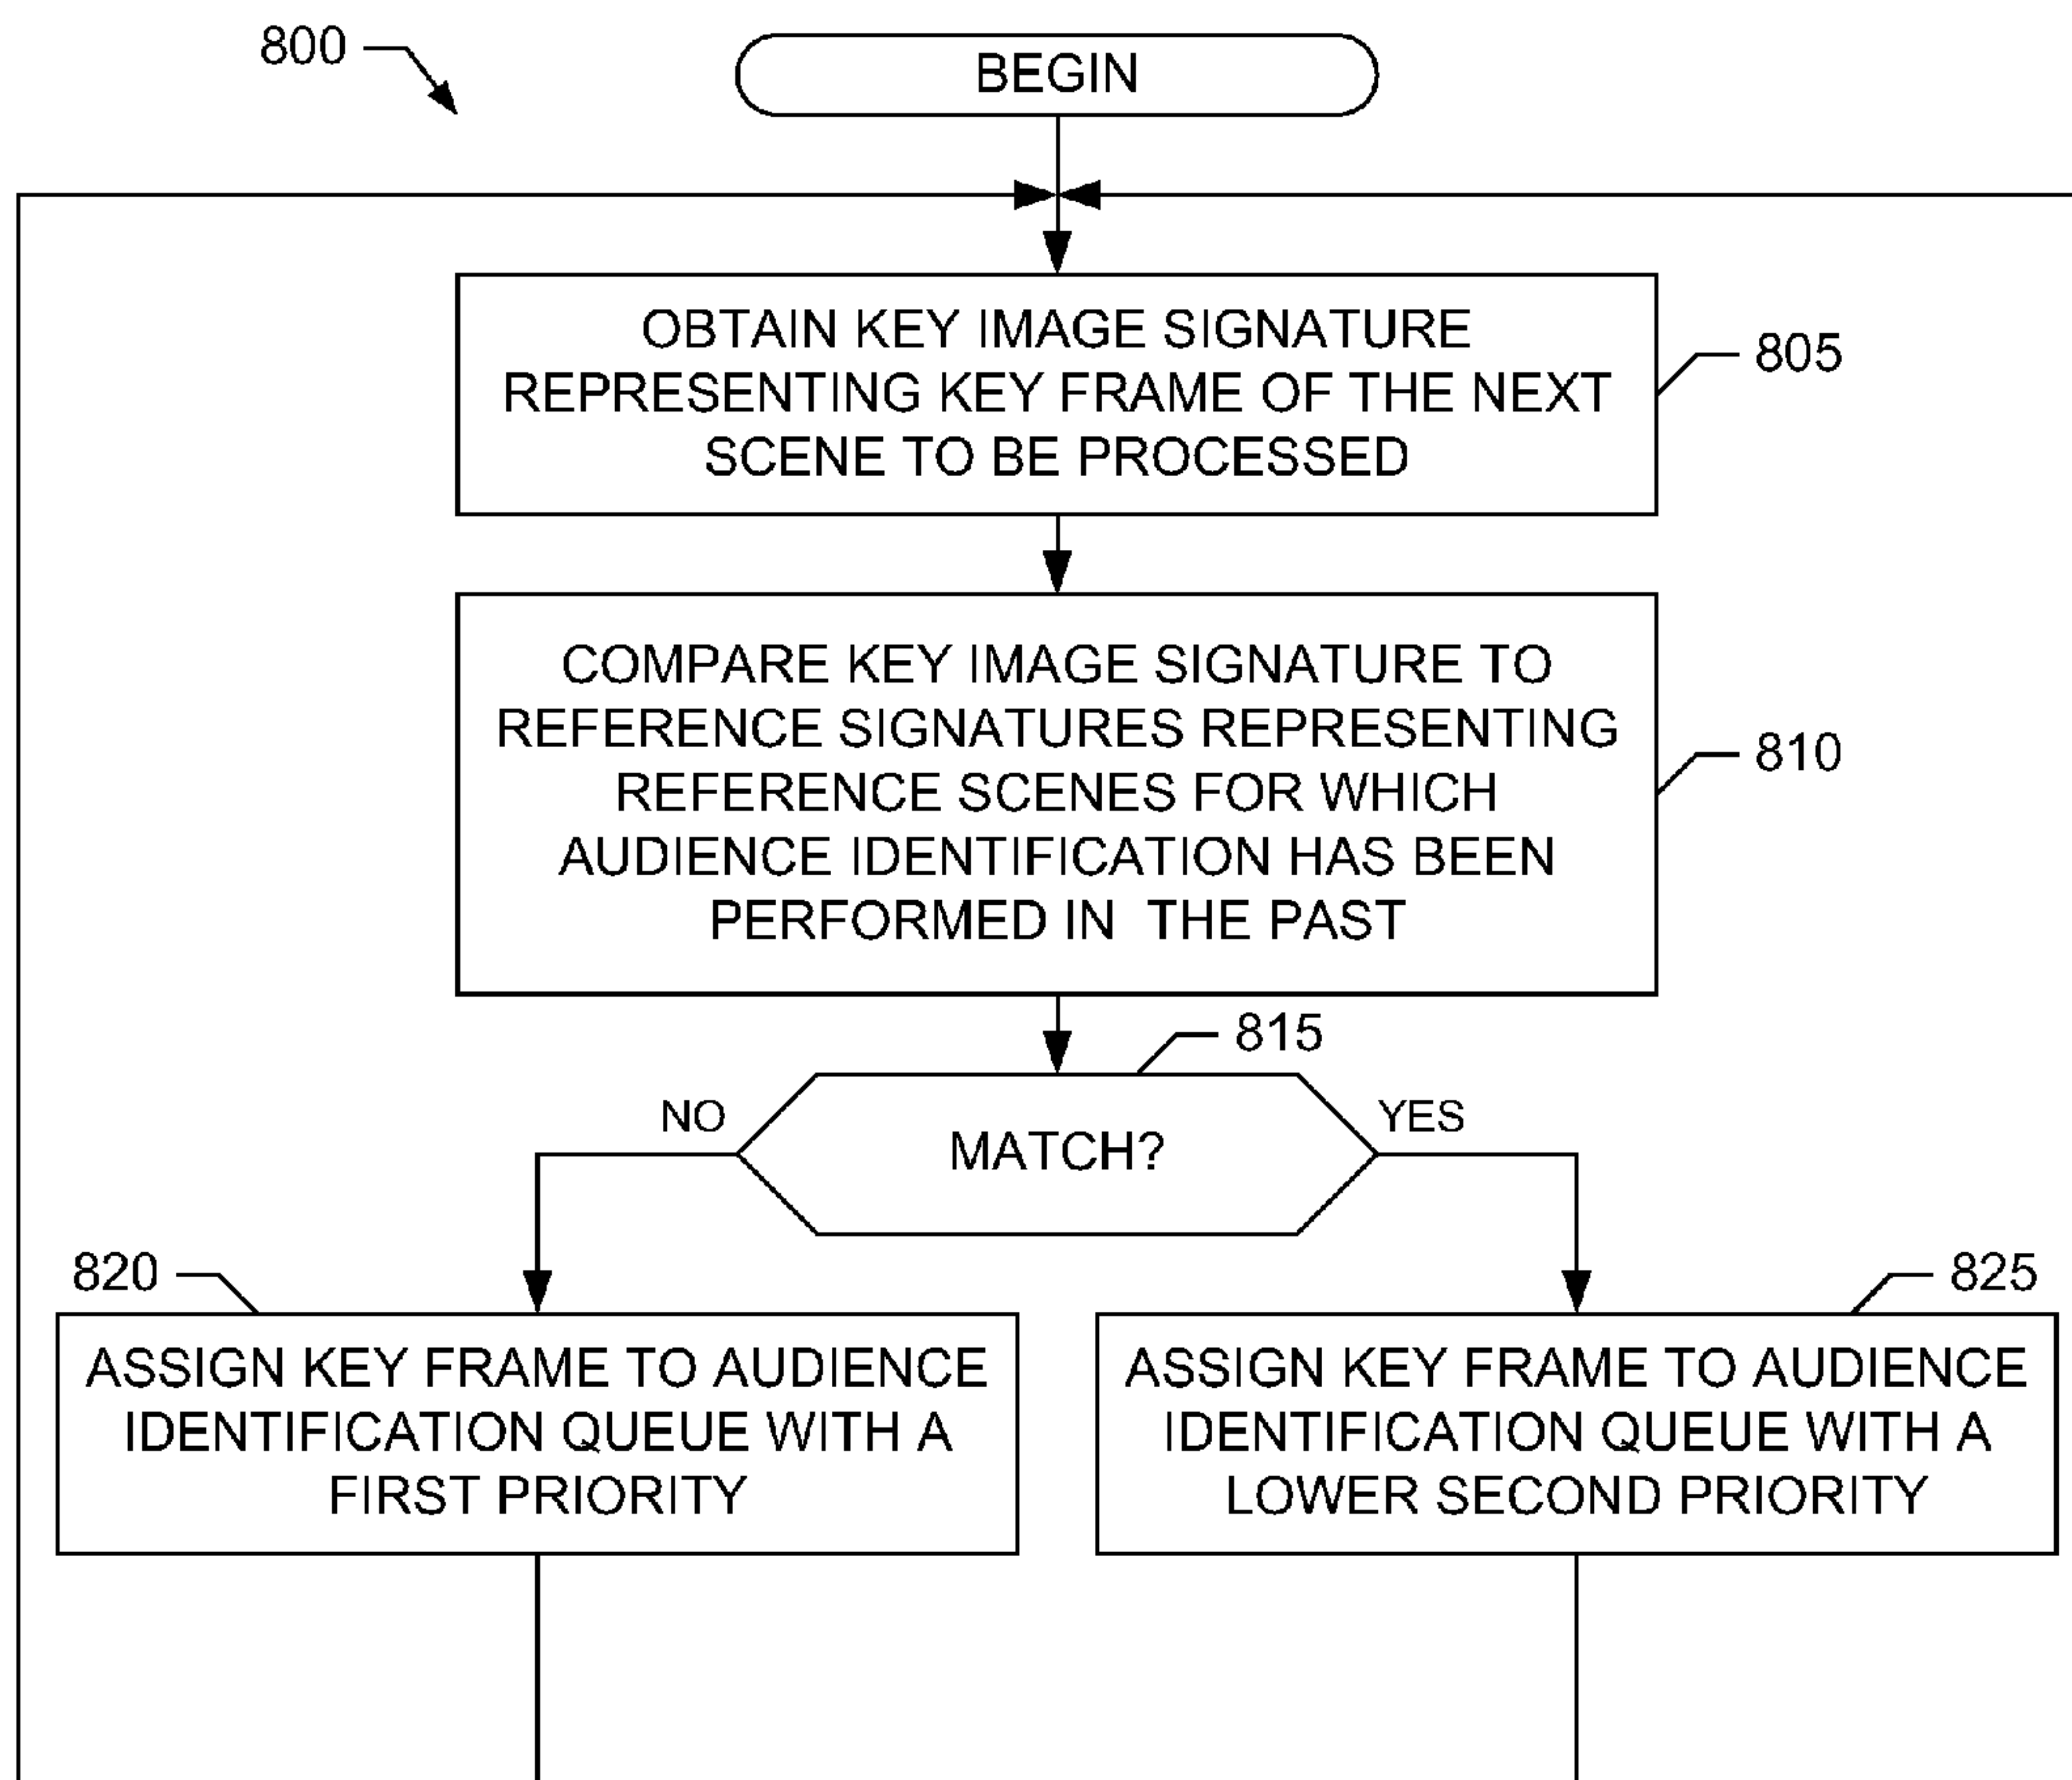 800
BEGIN
OBTAIN KEY IMAGE SIGNATURE
REPRESENTING KEY FRAME OF THE NEXT
SCENE TO BE PROCESSED
805
COMPARE KEY IMAGE SIGNATURE TO
REFERENCE SIGNATURES REPRESENTING
REFERENCE SCENES FOR WHICH
AUDIENCE IDENTIFICATION HAS BEEN
PERFORMED IN THE PAST
810
815
NO
MATCH?
YES
820
ASSIGN KEY FRAME TO AUDIENCE
IDENTIFICATION QUEUE WITH A
FIRST PRIORITY
825
ASSIGN KEY FRAME TO AUDIENCE
IDENTIFICATION QUEUE WITH A
LOWER SECOND PRIORITY